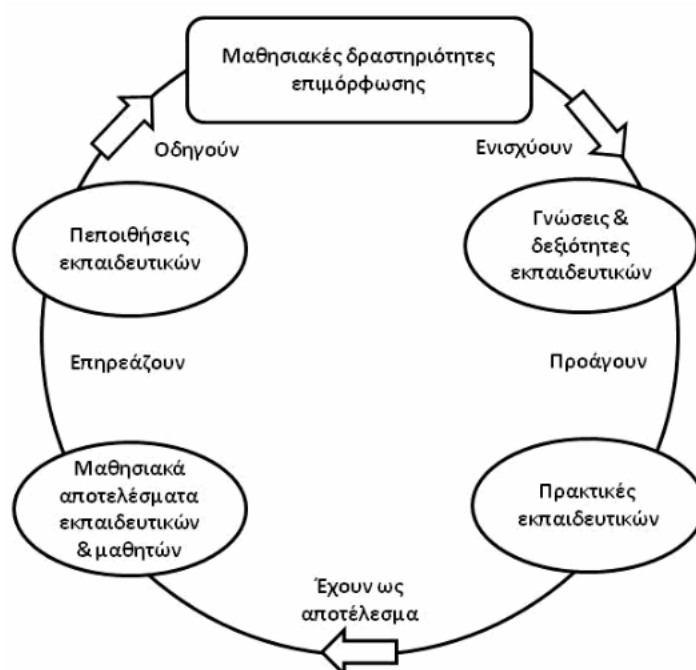 Μαθησιακές δραστηριότητες
επιμόρφωσης
Οδηγούν
Ενισχύουν
Πεποιθήσεις
εκπαιδευτικών
Γνώσεις &
δεξιότητες
εκπαιδευτικών
Επηρεάζουν
Προάγουν
Μαθησιακά
αποτελέσματα
εκπαιδευτικών
& μαθητών
Πρακτικές
εκπαιδευτικών
Έχουν ως
αποτέλεσμα